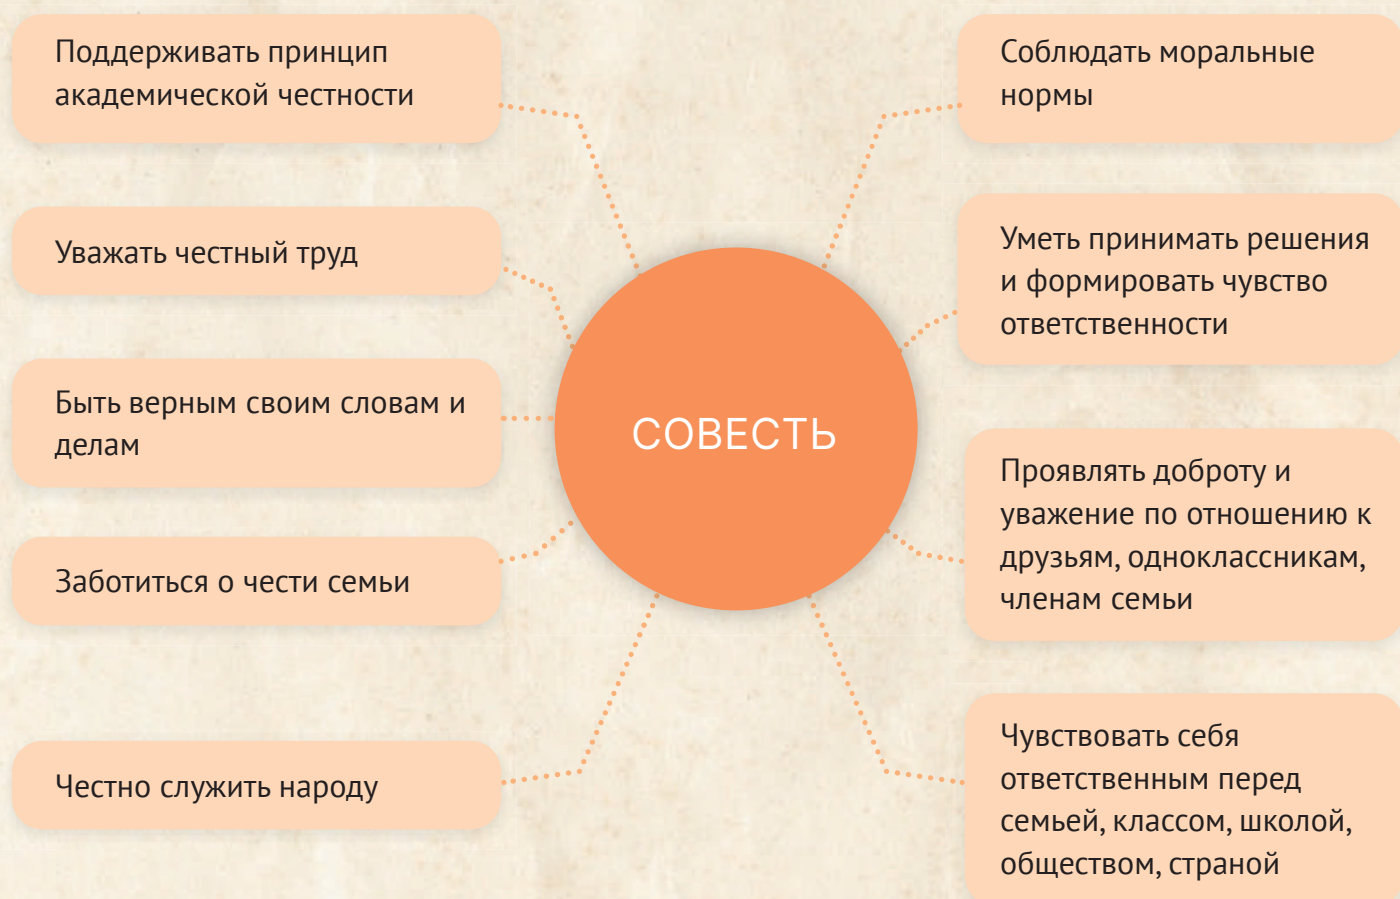 Поддерживать принцип
академической честности
Уважать честный труд
Быть верным своим словам и
делам
Заботиться о чести семьи
Честно служить народу
СОВЕСТЬ
Соблюдать моральные
нормы
Уметь принимать решения
и формировать чувство
ответственности
Проявлять доброту и
уважение по отношению к
друзьям, одноклассникам,
членам семьи
Чувствовать себя
ответственным перед
семьей, классом, школой,
обществом, страной